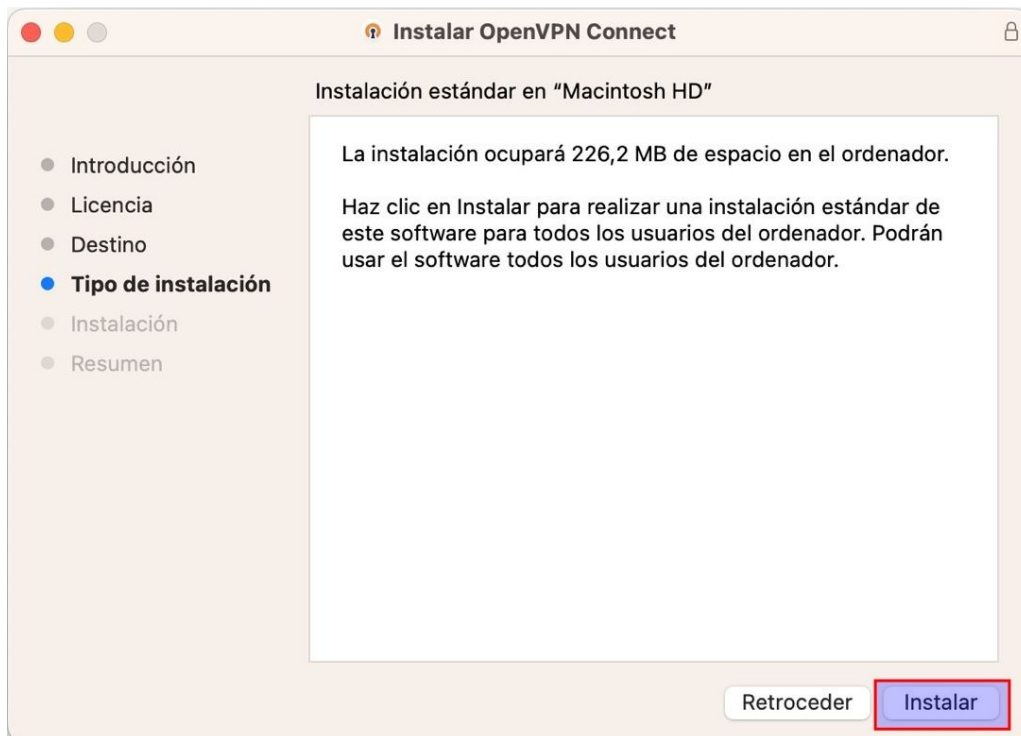 Instalar OpenVPN Connect
Instalación estándar en “Macintosh HD”
Introducción
Licencia
Destino
Tipo de instalación
Instalación
Resumen
La instalación ocupará 226,2 MB de espacio en el ordenador.
Haz clic en Instalar para realizar una instalación estándar de
este software para todos los usuarios del ordenador. Podrán
usar el software todos los usuarios del ordenador.
Retroceder
Instalar